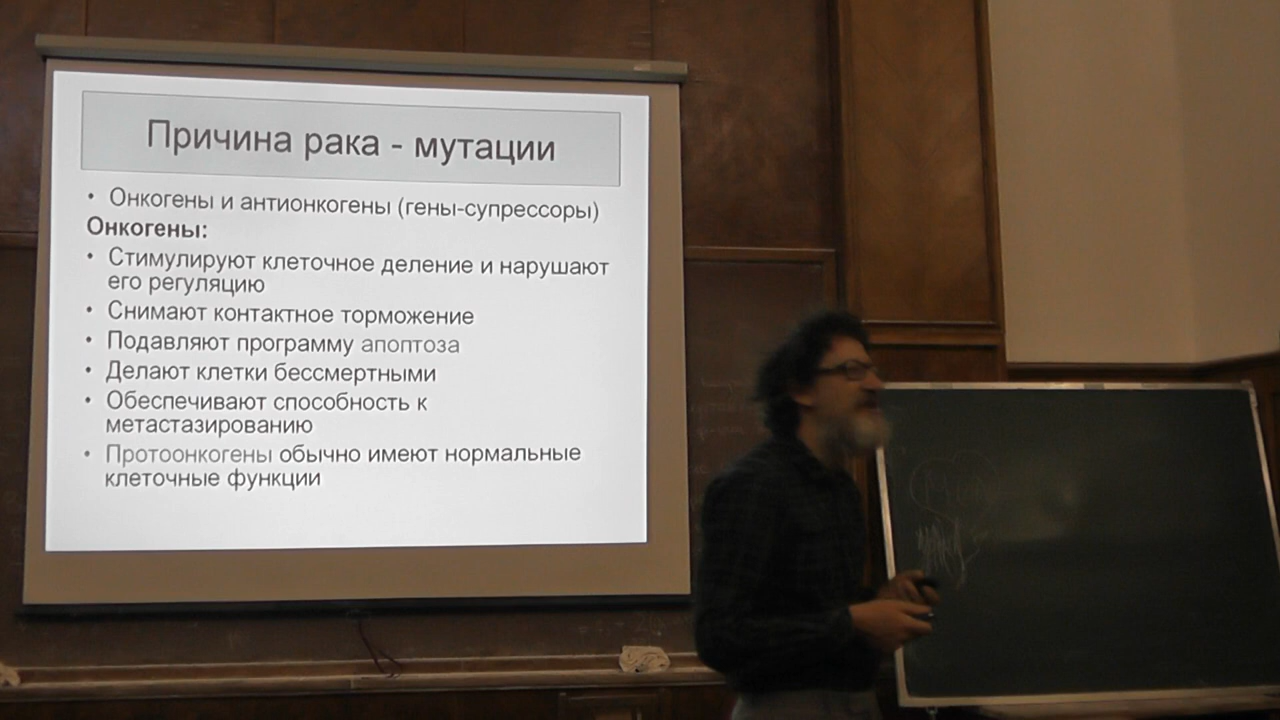 Причина рака - мутации
• Онкогены и антионкогены (гены-супрессоры)
Онкогены:
• Стимулируют клеточное деление и нарушают
его регуляцию
• Снимают контактное торможение
• Подавляют программу апоптоза
• Делают клетки бессмертными
• Обеспечивают способность к
метастазированию
• Протоонкогены обычно имеют нормальные
клеточные функции